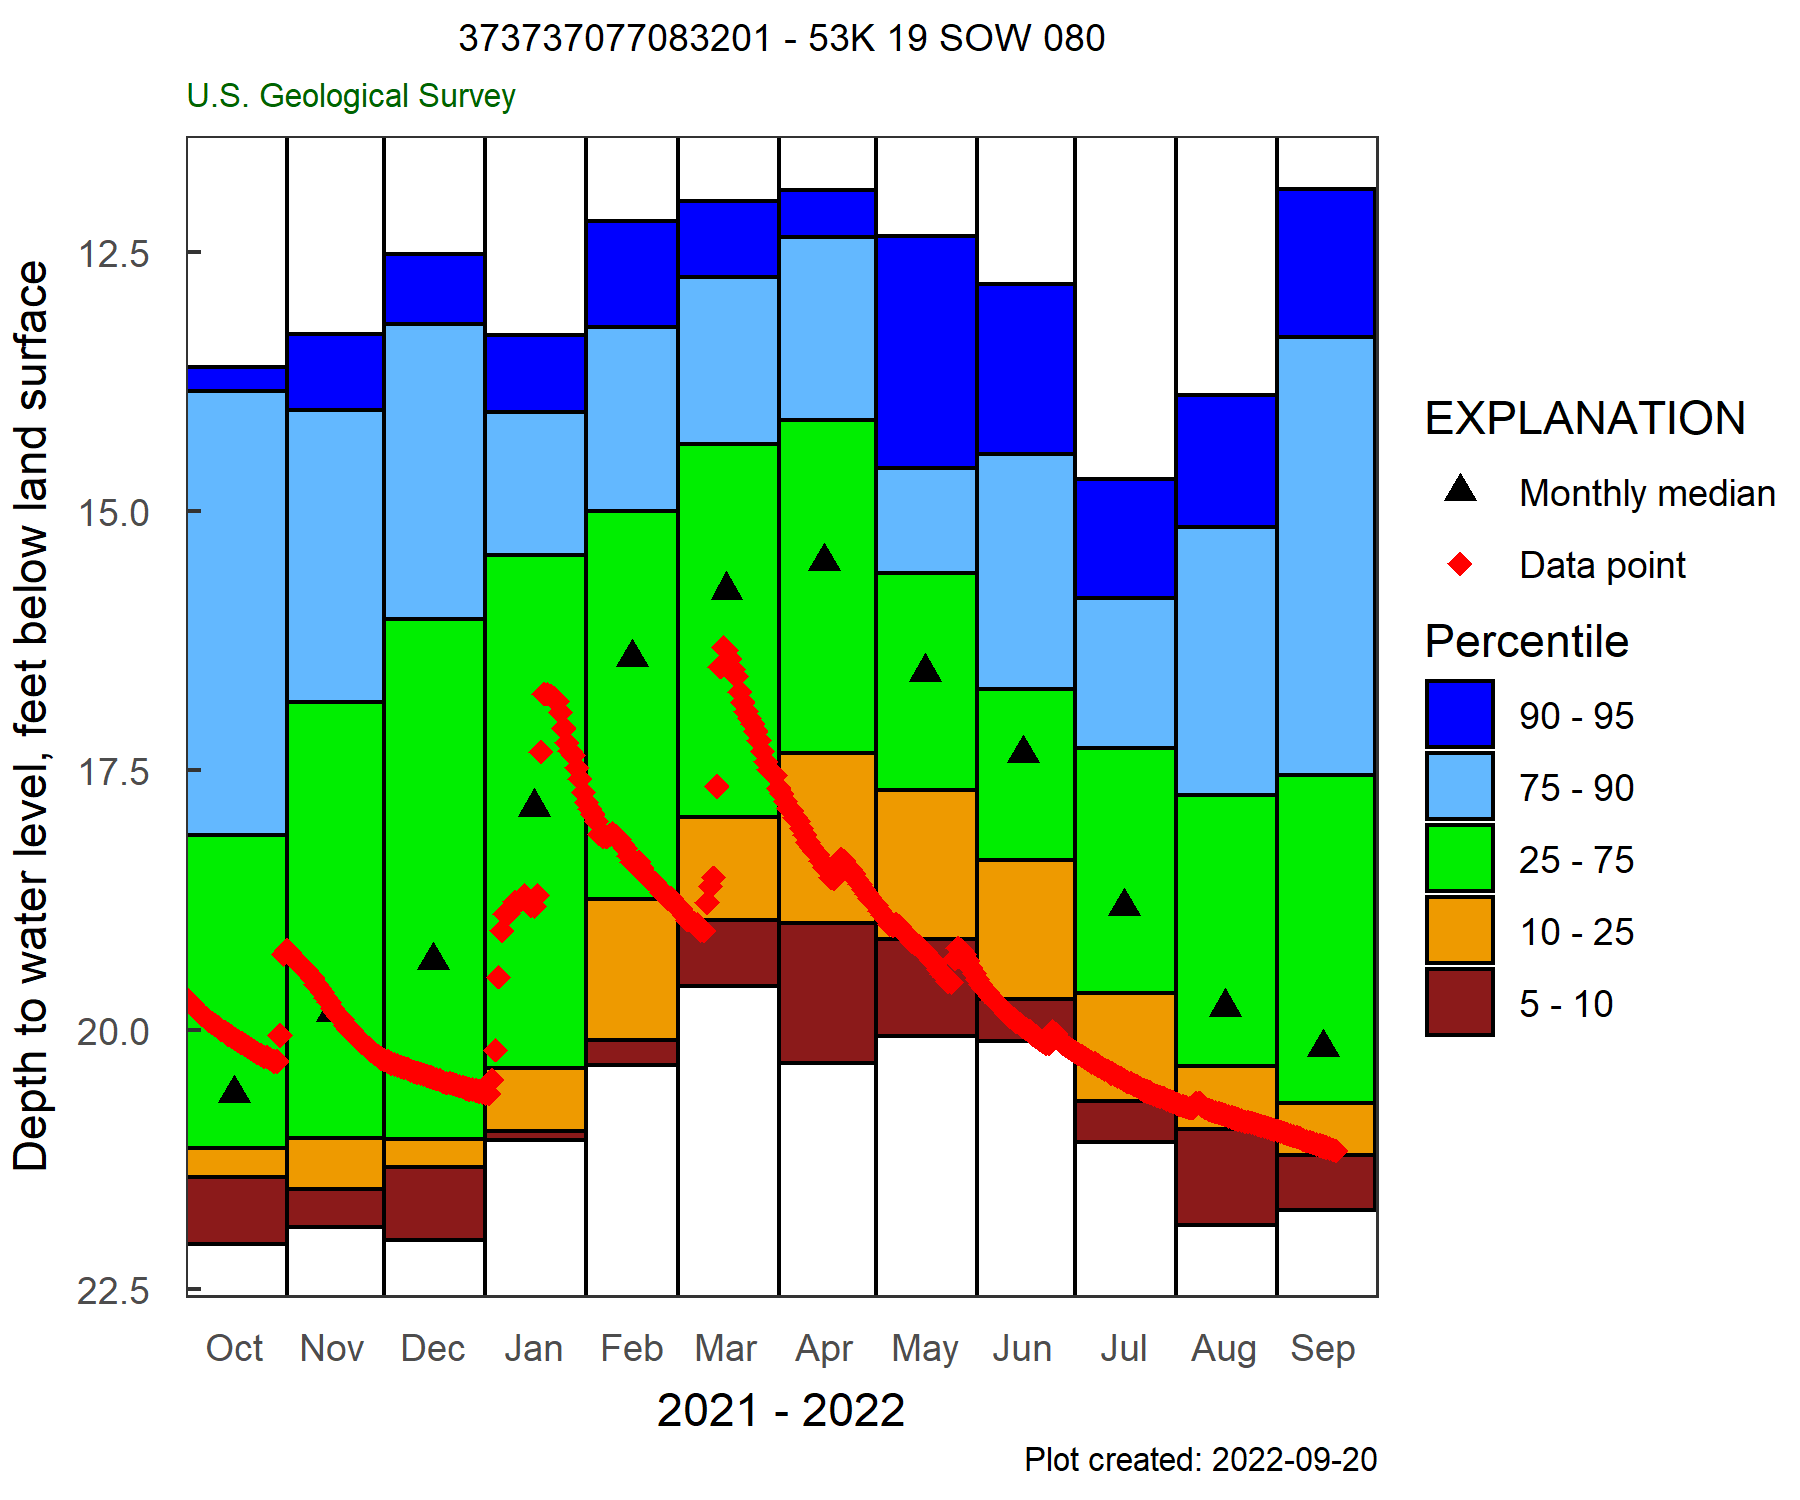 373737077083201 - 53K 19 SOW 080
U.S. Geological Survey
Depth to water level, feet below land surface
12.5
15.0
17.5
20.0
22.5
Oct Nov Dec Jan Feb Mar Apr May Jun Jul Aug Sep
2021 - 2022
EXPLANATION
Monthly median
Data point
Percentile
90 - 95
75 - 90
25 - 75
10 - 25
5 - 10
Plot created: 2022-09-20